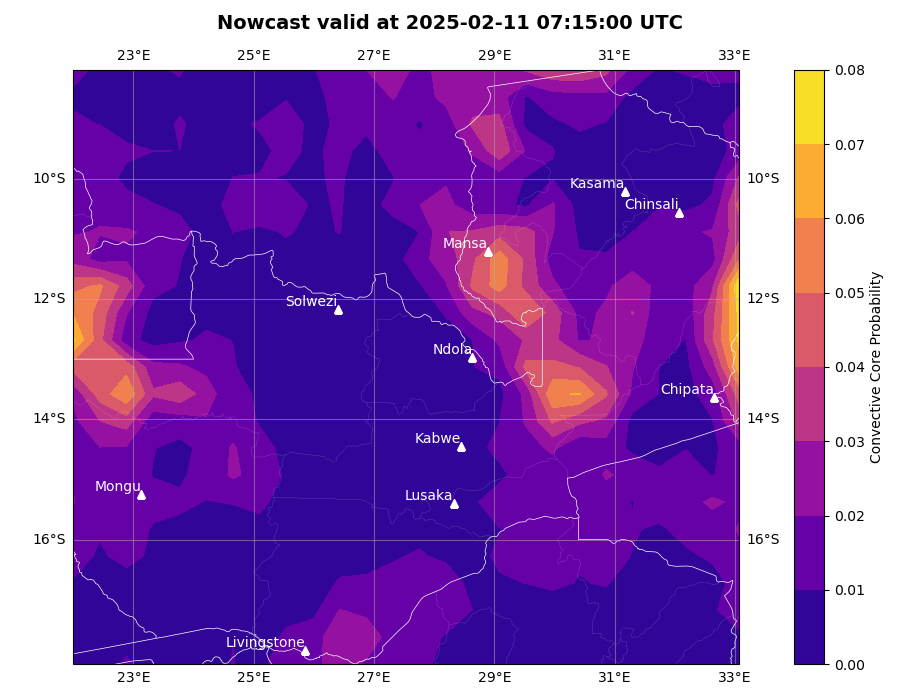 Nowcast valid at 2025-02-11 07:15:00 UTC
23°E 25°E 27°E 29°E 31°E 33°E
0.08
0.07
10°S Kasama 10°S
Chinsali
0.06
Mansa
0.05
12°S Solwezi 12°S
Ndola
0.04
Chipata
14°S 14°S
Kabwe
0.03
Mongu
Lusaka
0.02
16°S 16°S
0.01
Livingstone
0.00
23°E 25°E 27°E 29°E 31°E 33°E
Convective Core Probability